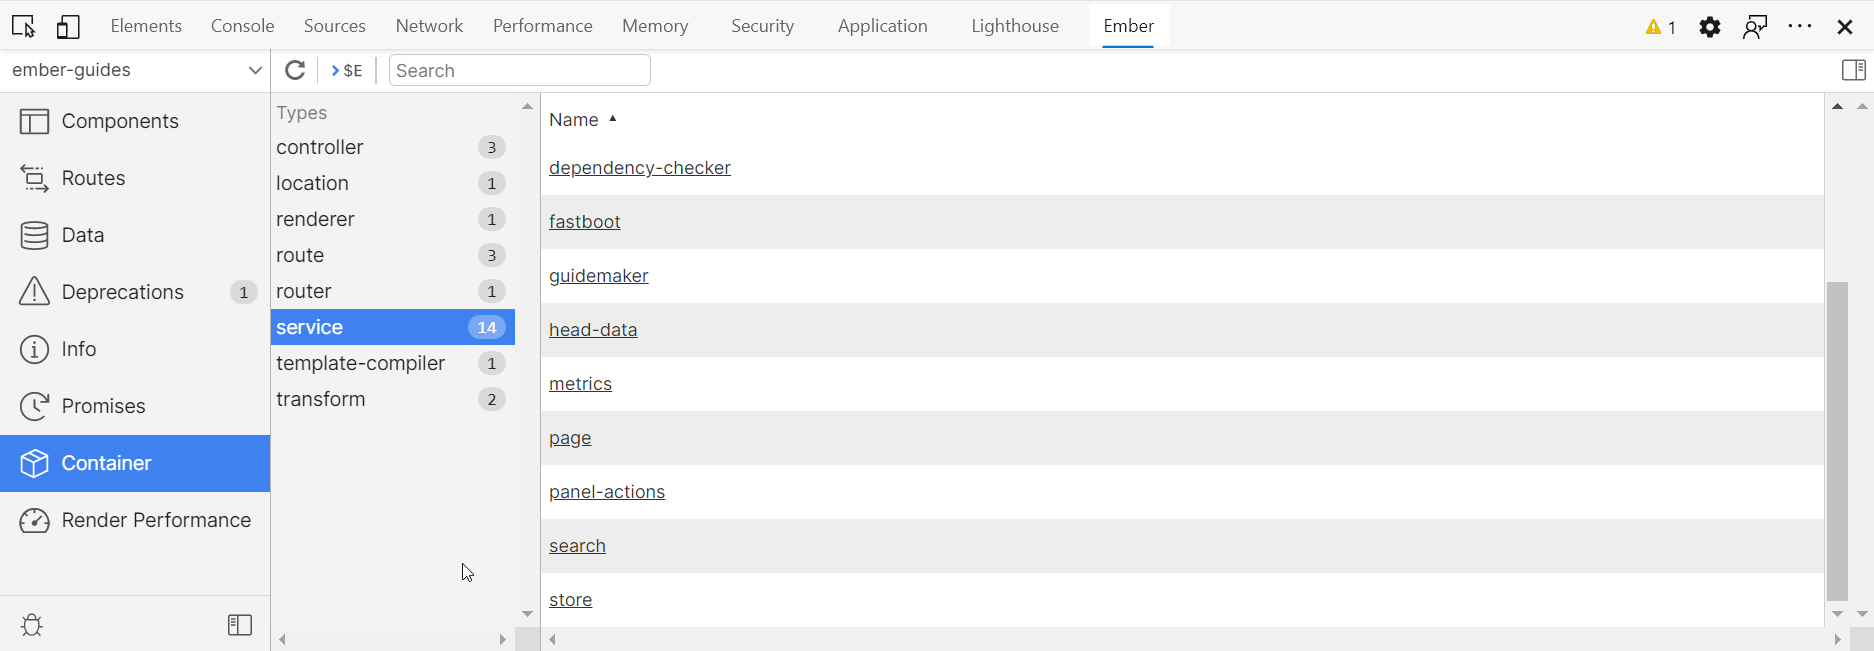 Elements Console Sources Network Performance Memory Security Application Lighthouse Ember 1
ember-guides $E Search
Components
Routes
Data
Deprecations 1
Info
Promises
Container
Render Performance
Types
controller 3
location 1
renderer 1
route 3
router 1
service 14
template-compiler 1
transform 2
Name
dependency-checker
fastboot
guidemaker
head-data
metrics
page
panel-actions
search
store